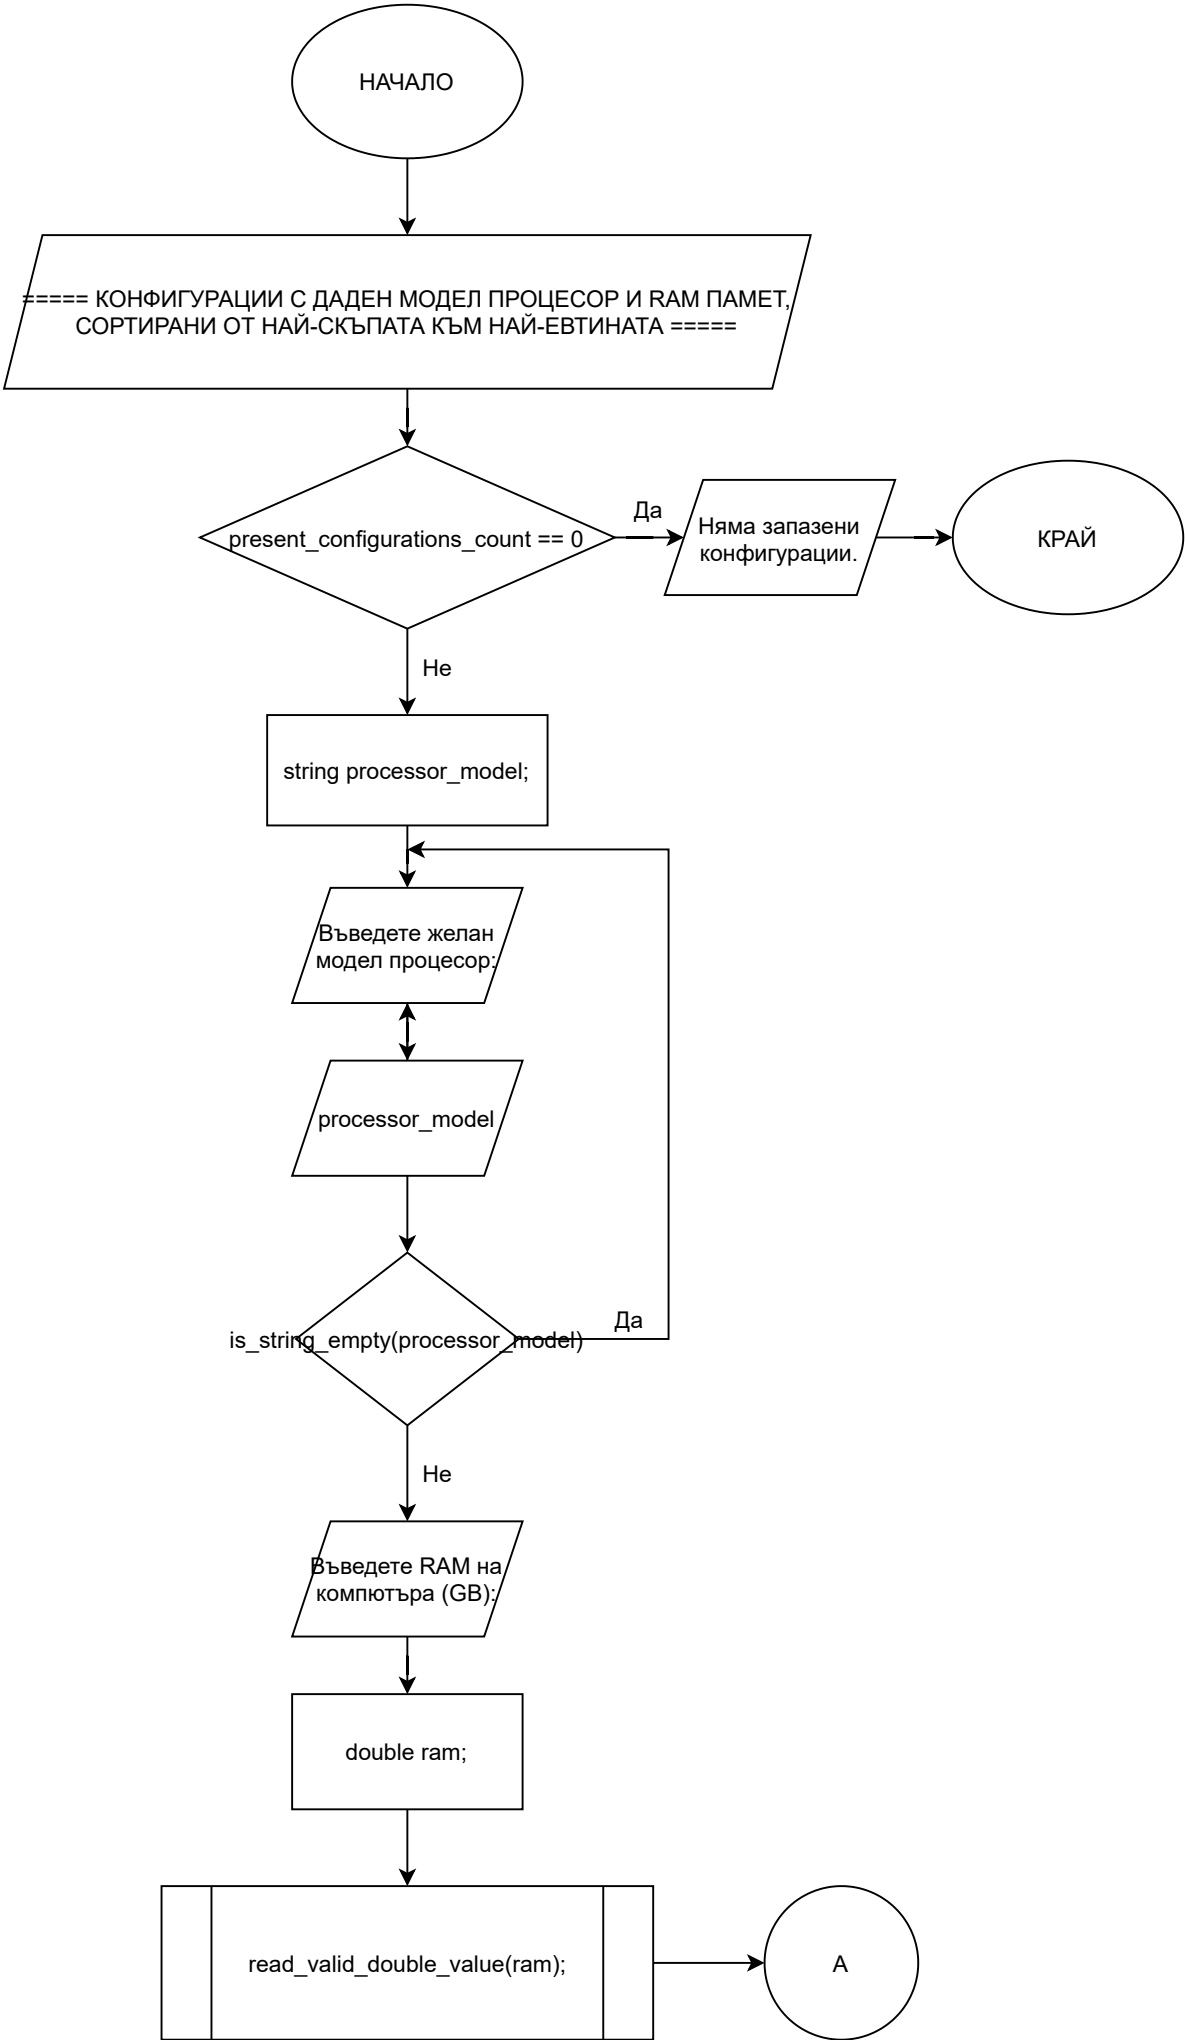 НАЧАЛО
===== КОНФИГУРАЦИИ С ДАДЕН МОДЕЛ ПРОЦЕСОР И RAM ПАМЕТ,
СОРТИРАНИ ОТ НАЙ-СКЪПАТА КЪМ НАЙ-ЕВТИНАТА =====
present_configurations_count == 0
Да
Няма запазени
конфигурации.
КРАЙ
Не
string processor_model;
Въведете желан
модел процесор:
processor_model
is_string_empty(processor_model)
Да
Не
Въведете RAM на
компютъра (GB):
double ram;
read_valid_double_value(ram);
A